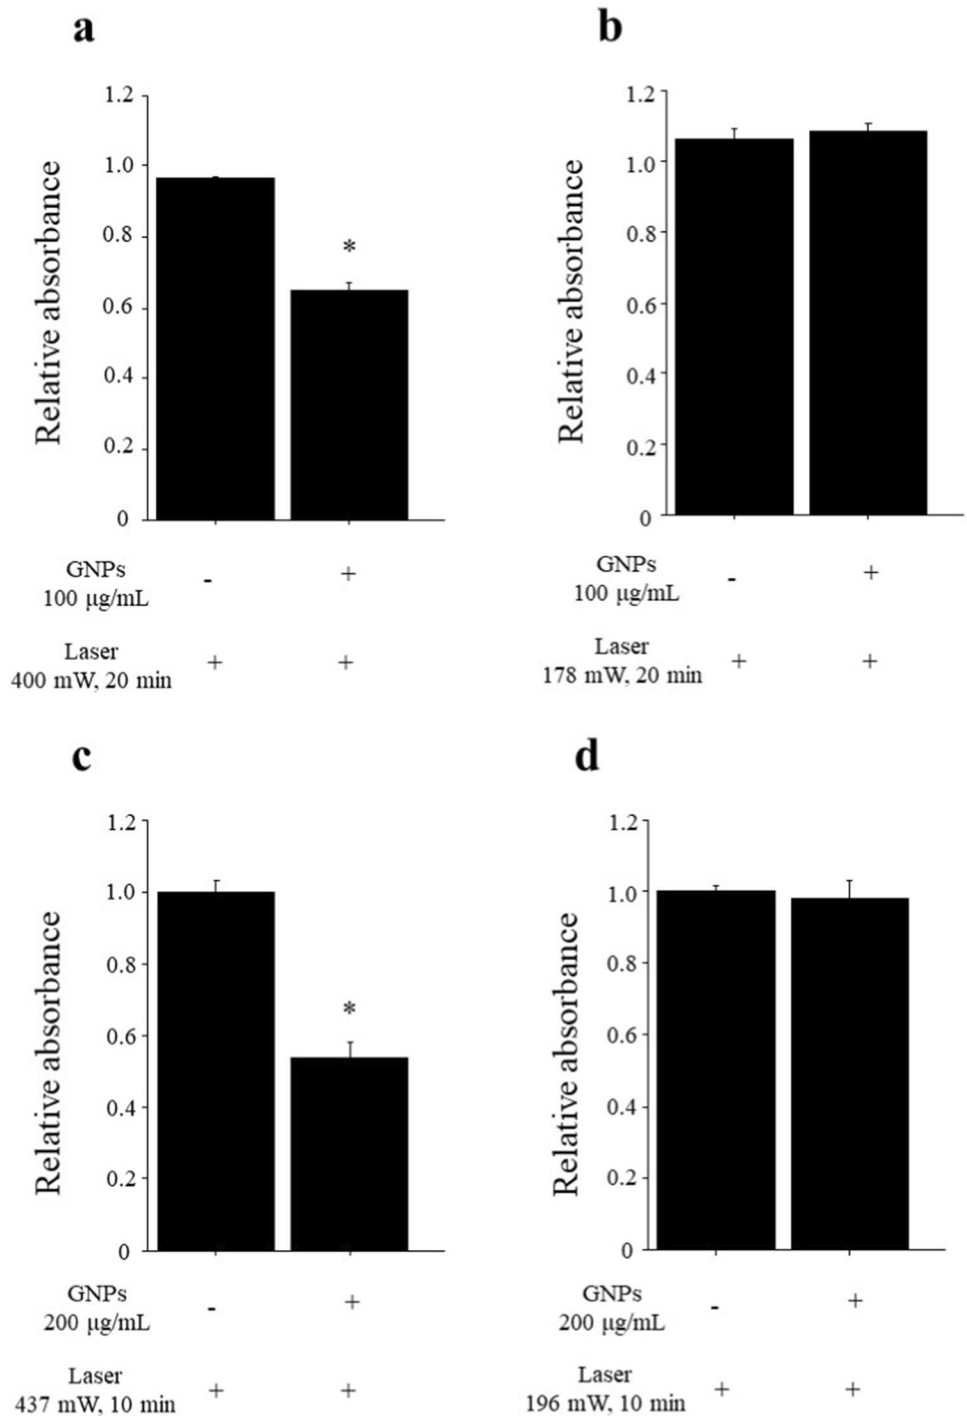 a
1.2
1.0
0.8
0.6
0.4
0.2
0
Relative absorbance
*
GNPs
100 μg/mL
- +
Laser
400 mW, 20 min
+ +
b
1.2
1.0
0.8
0.6
0.4
0.2
0
Relative absorbance
GNPs
100 μg/mL
- +
Laser
178 mW, 20 min
+ +
c
1.2
1.0
0.8
0.6
0.4
0.2
0
Relative absorbance
*
GNPs
200 μg/mL
- +
Laser
437 mW, 10 min
+ +
d
1.2
1.0
0.8
0.6
0.4
0.2
0
Relative absorbance
GNPs
200 μg/mL
- +
Laser
196 mW, 10 min
+ +